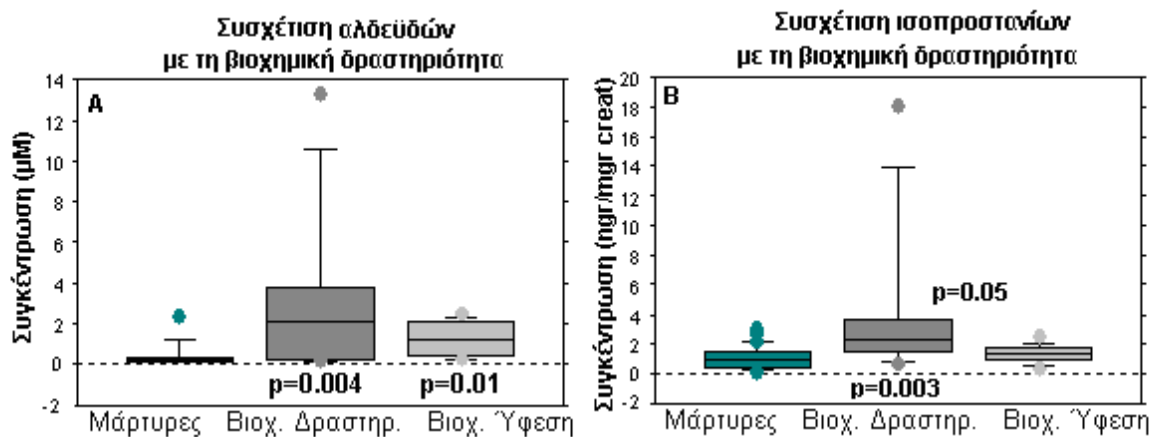 Συσχέτιση αλδεϋδών
με τη βιοχημική δραστηριότητα
A
Συγκέντρωση (μM)
14
12
10
8
6
4
2
0
-2
p=0.004
p=0.01
Μάρτυρες
Βιοχ. Δραστηρ.
Βιοχ. Ύφεση
Συσχέτιση ισοπροστανίων
με τη βιοχημική δραστηριότητα
B
Συγκέντρωση (ngr/mgr creat)
20
18
16
14
12
10
8
6
4
2
0
-2
p=0.05
p=0.003
Μάρτυρες
Βιοχ. Δραστηρ.
Βιοχ. Ύφεση